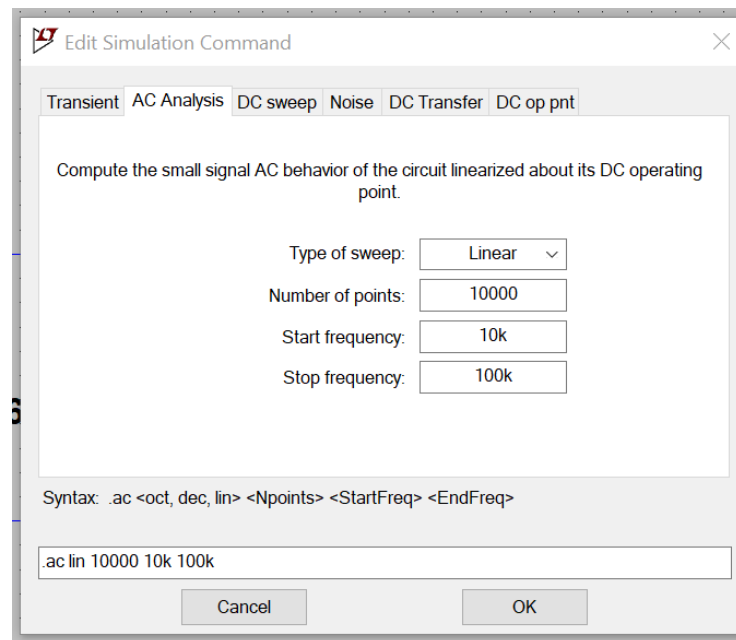 Edit Simulation Command
Transient AC Analysis DC sweep Noise DC Transfer DC op pnt
Compute the small signal AC behavior of the circuit linearized about its DC operating
point.
Type of sweep: Linear
Number of points: 10000
Start frequency: 10k
Stop frequency: 100k
Syntax: .ac <oct, dec, lin> <Npoints> <StartFreq> <EndFreq>
.ac lin 10000 10k 100k
Cancel OK